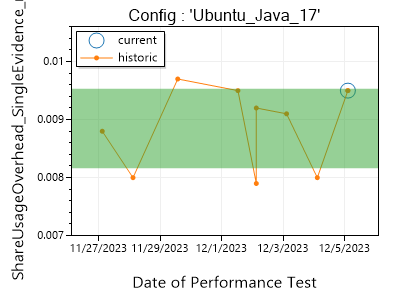 Config : 'Ubuntu_Java_17'
current
historic
0.01
0.009
0.008
0.007
11/27/2023 11/29/2023 12/1/2023 12/3/2023 12/5/2023
Date of Performance Test
ShareUsageOverhead_SingleEvidence_